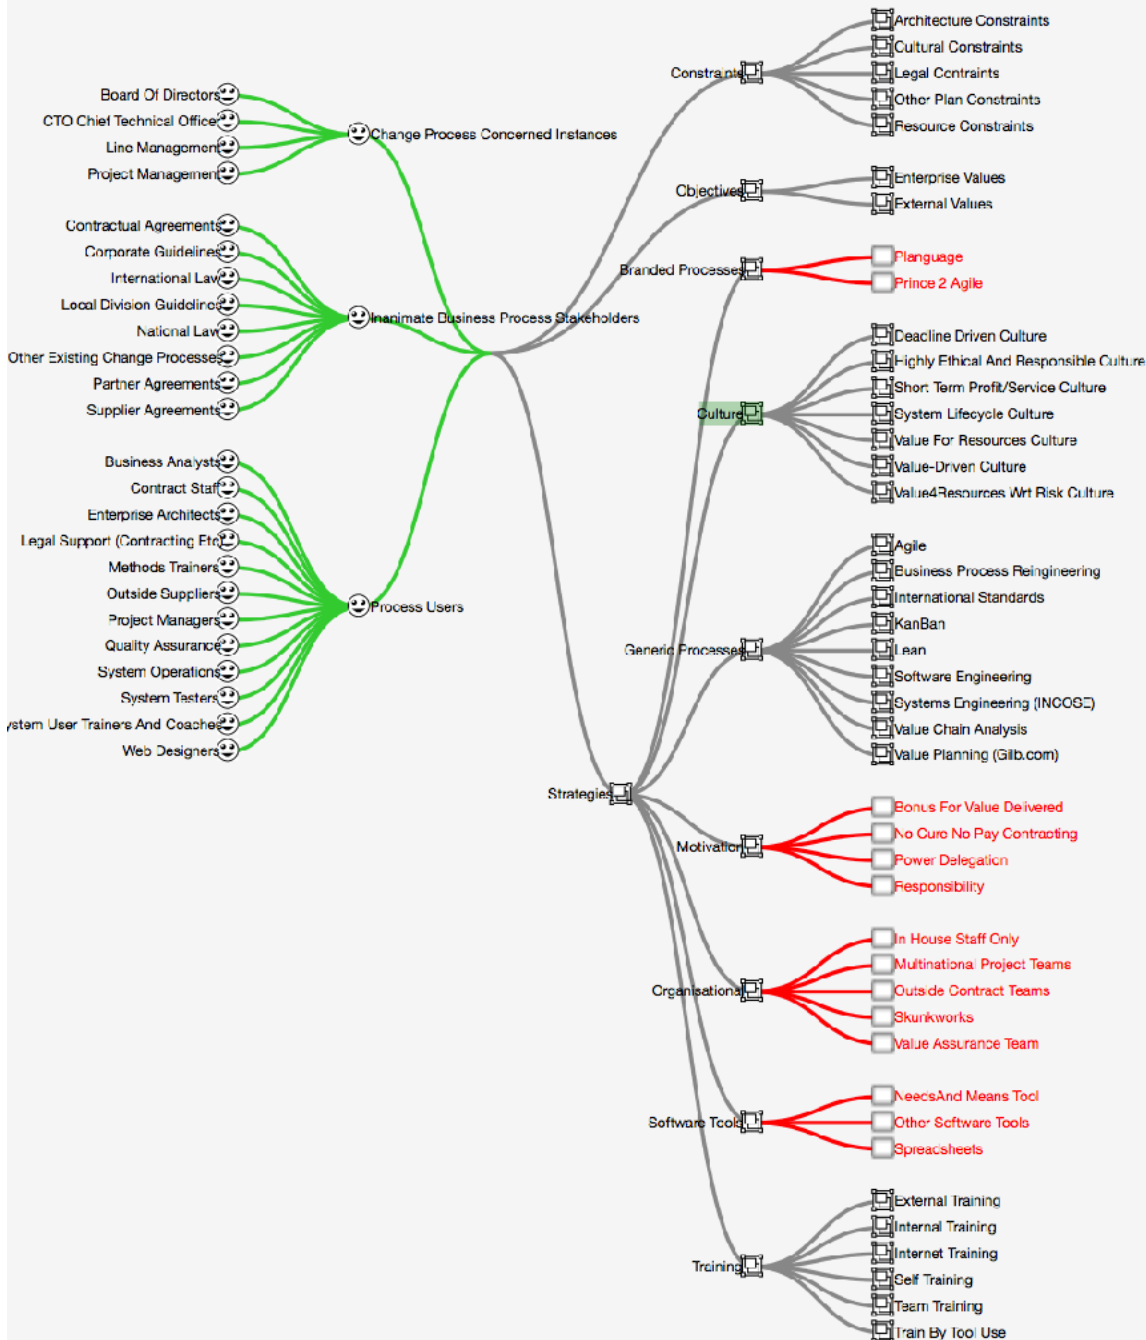 Board Of Directors
CTO Chief Technical Office
Line Management
Project Management
Change Process Concerned Instances
Contractual Agreements
Corporate Guidelines
International Law
Local Division Guidelines
National Law
Other Existing Change Processes
Partner Agreements
Supplier Agreements
Inanimate Business Process Stakeholders
Business Analysts
Contract Staff
Enterprise Architects
Legal Support (Contracting Etc)
Methods Trainers
Outside Suppliers
Project Managers
Quality Assurance
System Operations
System Testers
ystem User Trainers And Coaches
Web Designers
Process Users
Constraints
Architecture Constraints
Cultural Constraints
Legal Contraints
Other Plan Constraints
Resource Constraints
Objectives
Enterprise Values
External Values
Strategies
Branded Processes
Planguage
Prince 2 Agile
Culture
Deadline Driven Culture
Highly Ethical And Responsible Culture
Short Term Profit/Service Culture
System Lifecycle Culture
Value For Resources Culture
Value-Driven Culture
Value4Resources Wrt Risk Culture
Generic Processes
Agile
Business Process Reingineering
International Standards
KanBan
Lean
Software Engineering
Systems Engineering (INCOSE)
Value Chain Analysis
Value Planning (Gilb.com)
Motivation
Bonus For Value Delivered
No Cure No Pay Contracting
Power Delegation
Responsibility
Organisational
In House Staff Only
Multinational Project Teams
Outside Contract Teams
Skunkworks
Value Assurance Team
Software Tools
NeedsAnd Means Tool
Other Software Tools
Spreadsheets
Training
External Training
Internal Training
Internet Training
Self Training
Team Training
Train By Tool Use